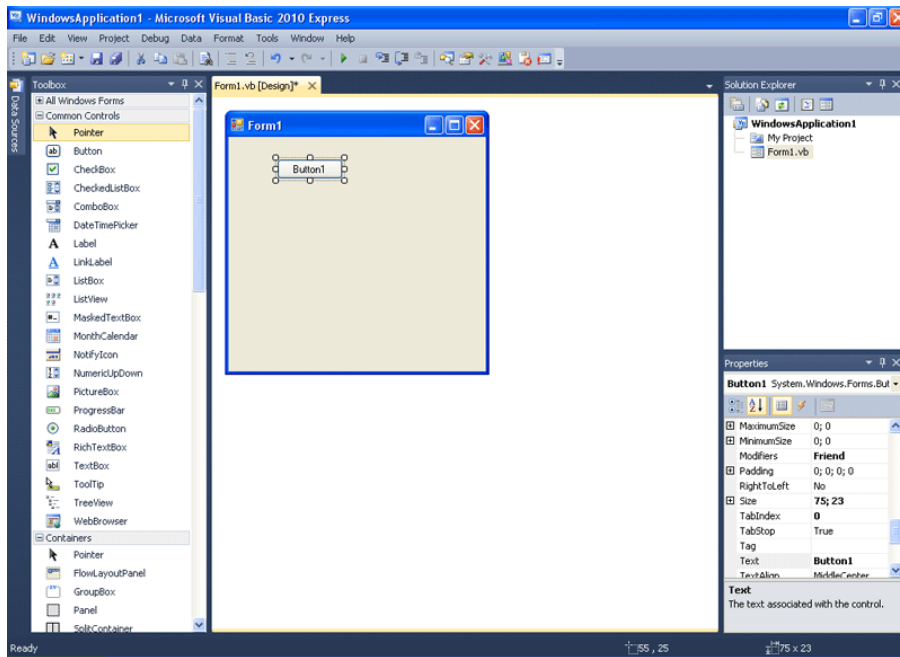 WindowsApplication1 - Microsoft Visual Basic 2010 Express
File Edit View Project Debug Data Format Tools Window Help
Data Sources
Toolbox
All Windows Forms
Common Controls
Pointer
Button
CheckBox
CheckedListBox
ComboBox
DateTimePicker
Label
LinkLabel
ListBox
ListView
MaskedTextBox
MonthCalendar
NotifyIcon
NumericUpDown
PictureBox
ProgressBar
RadioButton
RichTextBox
TextBox
ToolTip
TreeView
WebBrowser
Containers
Pointer
FlowLayoutPanel
GroupBox
Panel
SplitContainer
Form1.vb [Design]*
Form1
Button1
Solution Explorer
WindowsApplication1
My Project
Form1.vb
Properties
Button1 System.Windows.Forms.But
MaximumSize 0; 0
MinimumSize 0; 0
Modifiers Friend
Padding 0; 0; 0; 0
RightToLeft No
Size 75; 23
TabIndex 0
TabStop True
Tag
Text Button1
TextAlign MiddleCenter
Text
The text associated with the control.
Ready
55 , 25
75 x 23